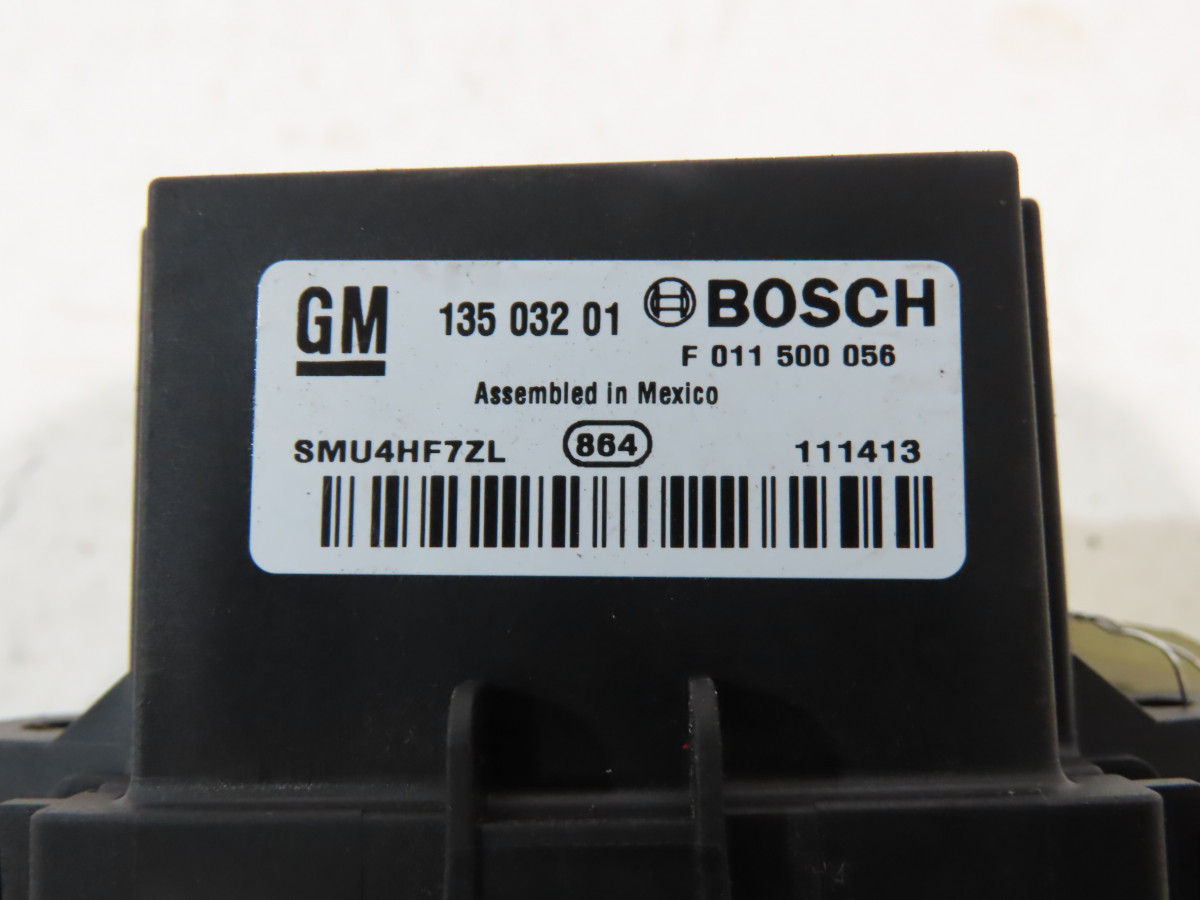 GM 135 032 01 BOSCH
F 011 500 056
Assembled in Mexico
SMU4HF7ZL 864 111413